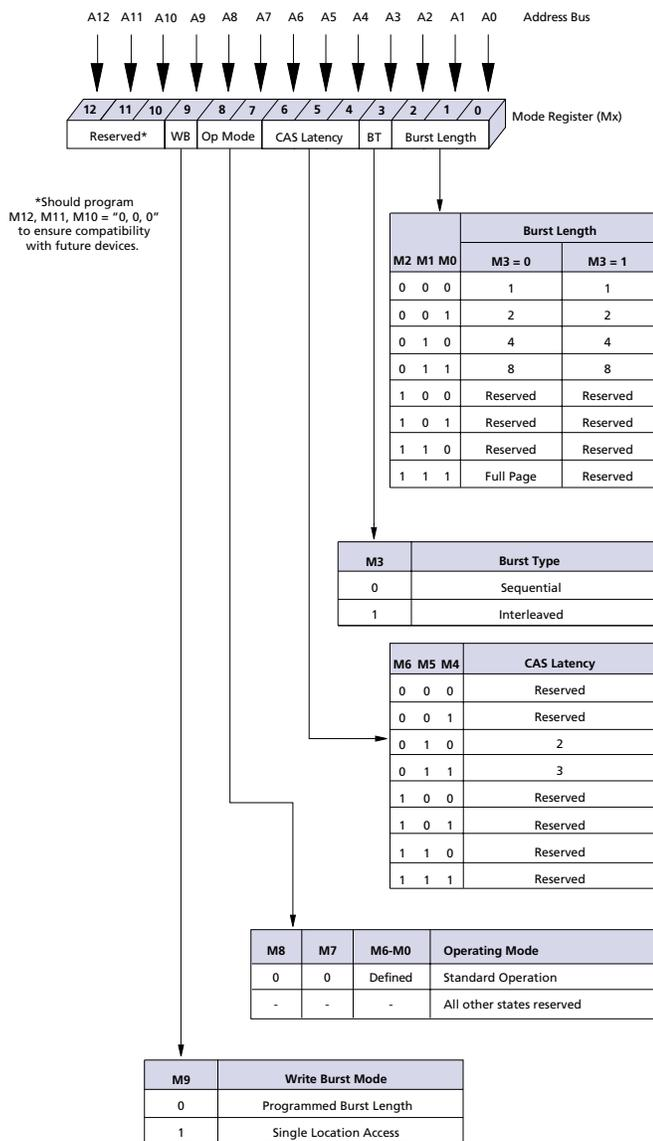 A12 A11 A10 A9 A8 A7 A6 A5 A4 A3 A2 A1 A0 Address Bus
12 11 10 9 8 7 6 5 4 3 2 1 0
Mode Register (Mx)
Reserved* WB Op Mode CAS Latency BT Burst Length
*Should program
M12, M11, M10 = “0, 0, 0”
to ensure compatibility
with future devices.
Burst Length
M2 M1 M0 M3 = 0 M3 = 1
0 0 0 1 1
0 0 1 2 2
0 1 0 4 4
0 1 1 8 8
1 0 0 Reserved Reserved
1 0 1 Reserved Reserved
1 1 0 Reserved Reserved
1 1 1 Full Page Reserved
M3 Burst Type
0 Sequential
1 Interleaved
M6 M5 M4 CAS Latency
0 0 0 Reserved
0 0 1 Reserved
0 1 0 2
0 1 1 3
1 0 0 Reserved
1 0 1 Reserved
1 1 0 Reserved
1 1 1 Reserved
M8 M7 M6-M0 Operating Mode
0 0 Defined Standard Operation
- - - All other states reserved
M9 Write Burst Mode
0 Programmed Burst Length
1 Single Location Access